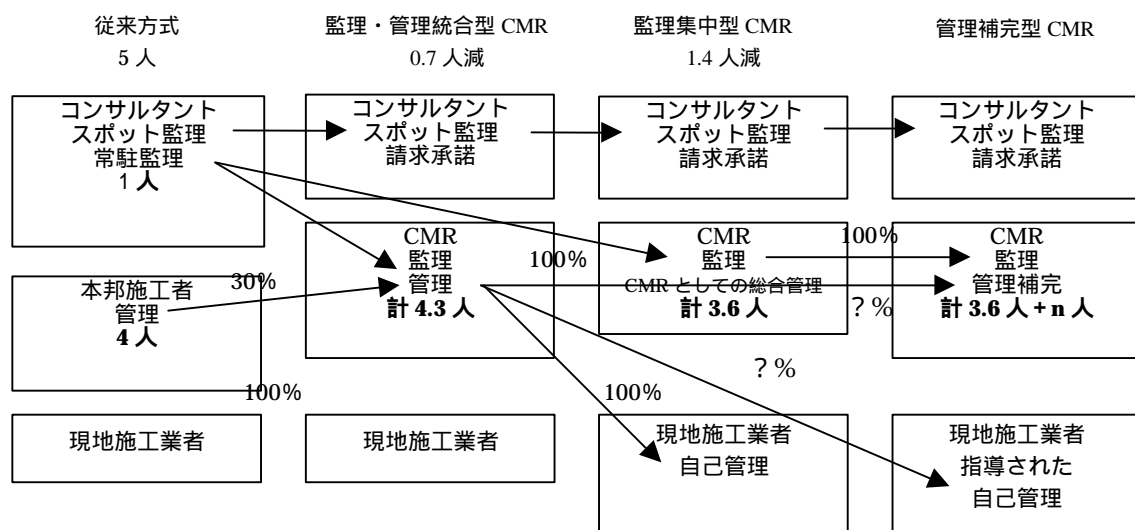 従来方式
5 人
監理・管理統合型 CMR
0.7 人減
監理集中型 CMR
1.4 人減
管理補完型 CMR
コンサルタント
スポット監理
常駐監理
1 人
コンサルタント
スポット監理
請求承諾
コンサルタント
スポット監理
請求承諾
コンサルタント
スポット監理
請求承諾
本邦施工者
管理
4 人
30%
100%
CMR
監理
管理
計 4.3 人
100%
CMR
監理
CMR としての総合管理
計 3.6 人
100%
？%
CMR
監理
管理補完
計 3.6 人 + n 人
？%
100%
現地施工業者
現地施工業者
現地施工業者
自己管理
現地施工業者
指導された
自己管理